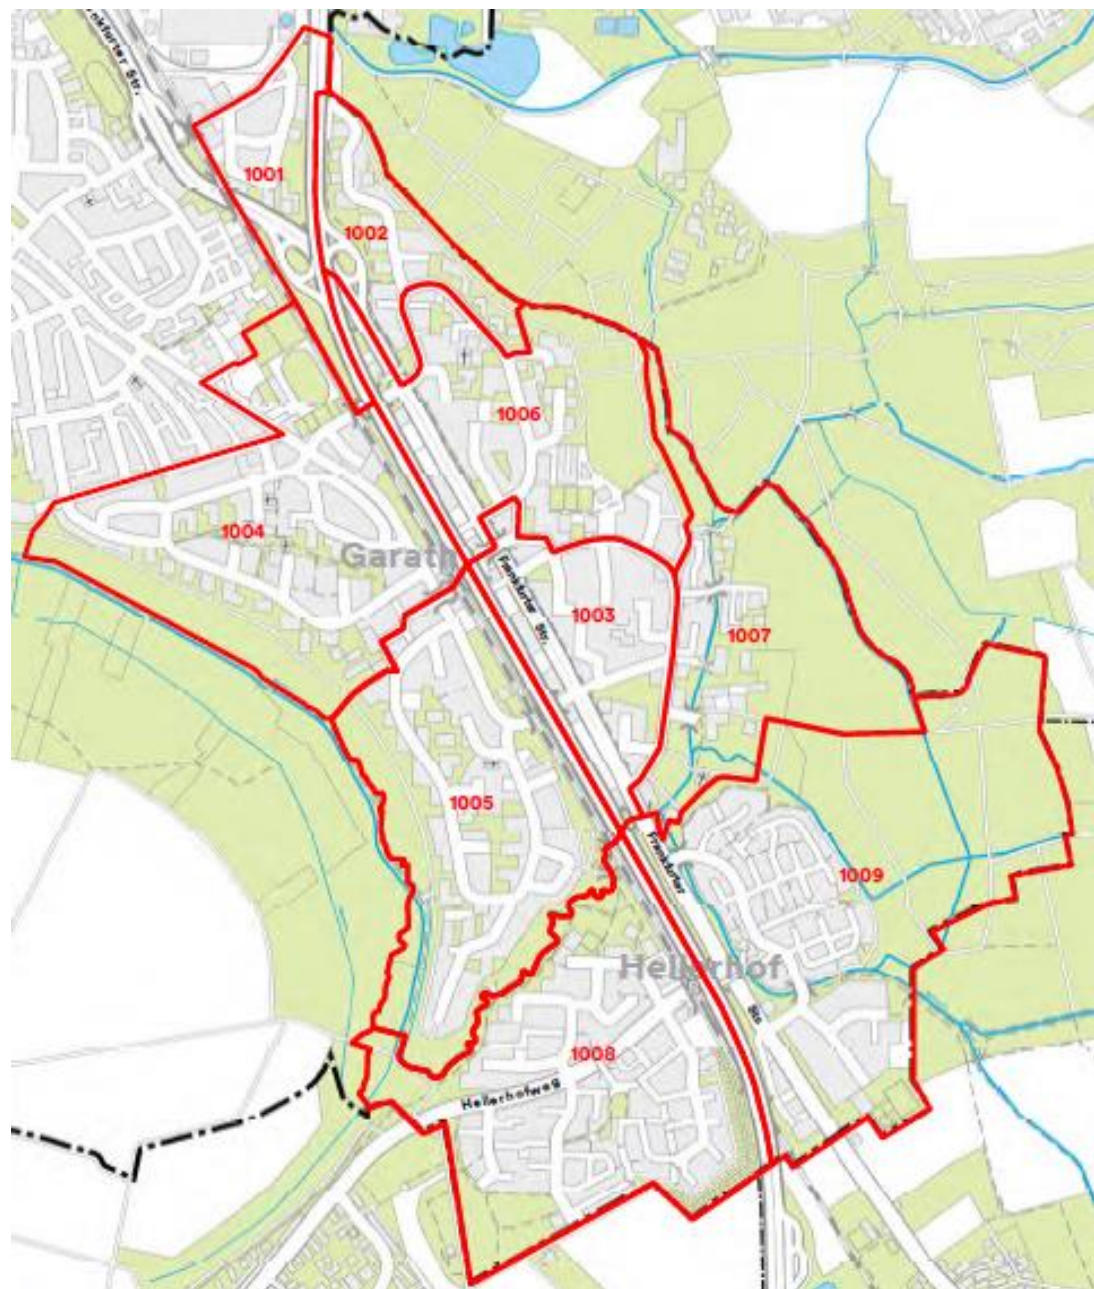 nkfurter Str.
1001
1002
1006
1004
Garath
Frankfurter Str.
1003
1007
1005
Frankfurter
1009
Hellerhof
Str.
1008
Hellerhofweg